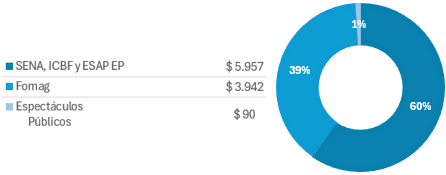 SENA, ICBF y ESAP EP $ 5.957
Fomag $ 3.942
Espectáculos
Públicos $ 90
1%
39%
60%